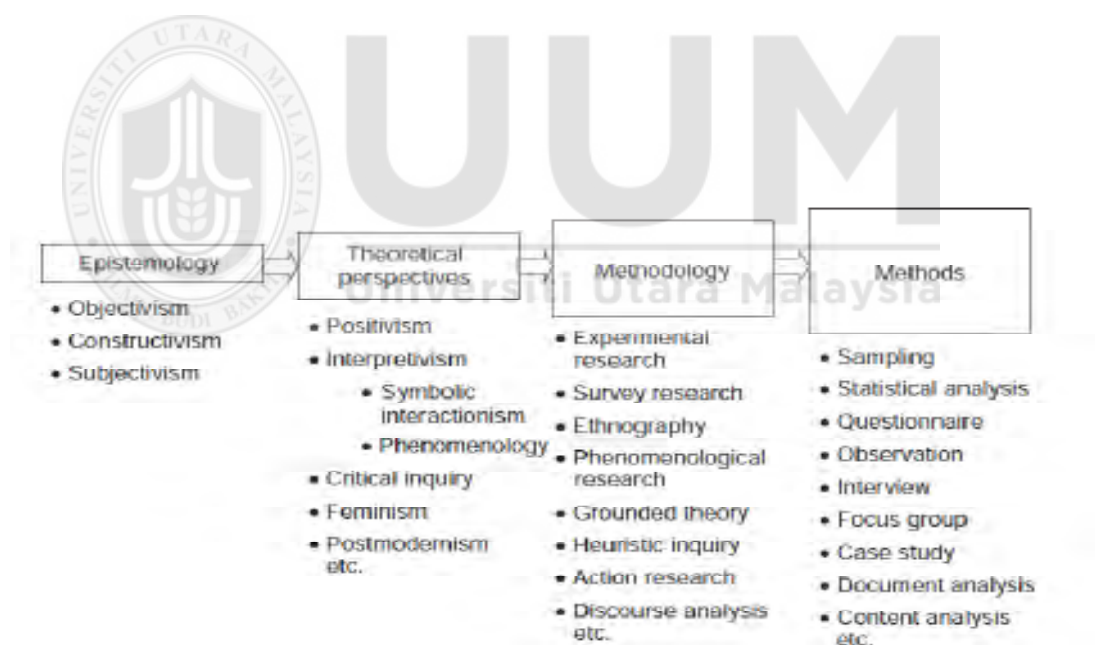 UNIVERSITI UTARA MALAYSIA
UUM
Universiti Utara Malaysia
BUDI
Epistemology
• Objectivism
• Constructivism
• Subjectivism
Theoretical
perspectives
• Positivism
• Interpretivism
• Symbolic
interactionism
• Phenomenology
• Critical inquiry
• Feminism
• Postmodernism
etc.
Methodology
• Experimental
research
• Survey research
• Ethnography
• Phenomenological
research
• Grounded theory
• Heuristic inquiry
• Action research
• Discourse analysis
etc.
Methods
• Sampling
• Statistical analysis
• Questionnaire
• Observation
• Interview
• Focus group
• Case study
• Document analysis
• Content analysis
etc.